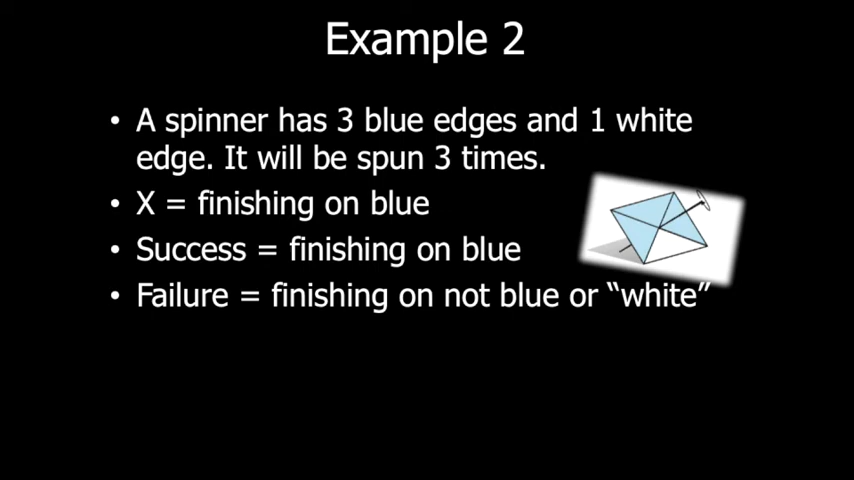 Example 2
• A spinner has 3 blue edges and 1 white
edge. It will be spun 3 times.
• X = finishing on blue
• Success = finishing on blue
• Failure = finishing on not blue or “white”